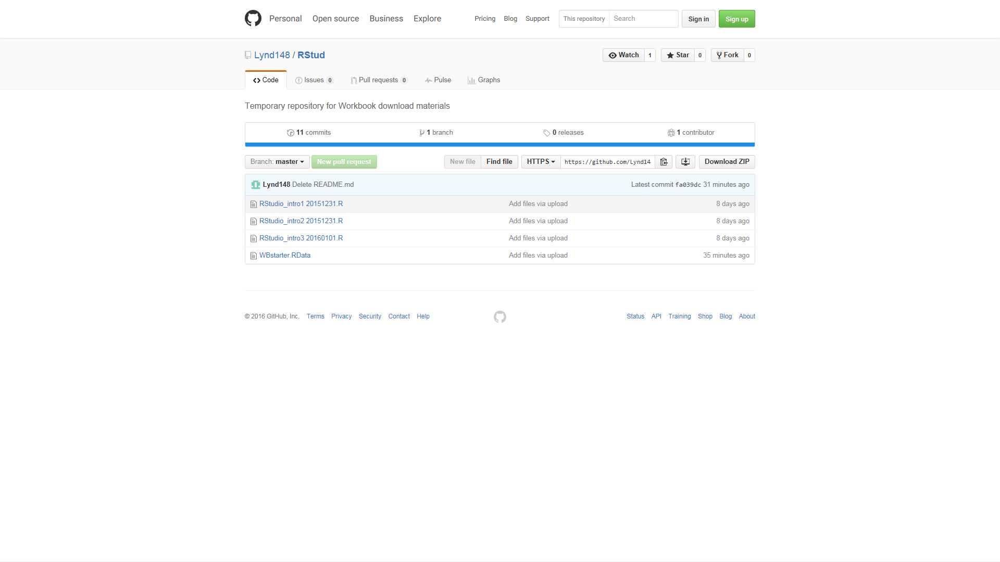 Personal Open source Business Explore Pricing Blog Support This repository Search Sign in Sign up
Lynd148 / RStud Watch 1 Star 0 Fork 0
Code Issues 0 Pull requests 0 Pulse Graphs
Temporary repository for Workbook download materials
11 commits 1 branch 0 releases 1 contributor
Branch: master New pull request New file Find file HTTPS https://github.com/Lynd14 Download ZIP
Lynd148 Delete README.md Latest commit fa039dc 31 minutes ago
RStudio_intro1 20151231.R Add files via upload 8 days ago
RStudio_intro2 20151231.R Add files via upload 8 days ago
RStudio_intro3 20160101.R Add files via upload 8 days ago
WBstarter.RData Add files via upload 35 minutes ago
© 2016 GitHub, Inc. Terms Privacy Security Contact Help Status API Training Shop Blog About